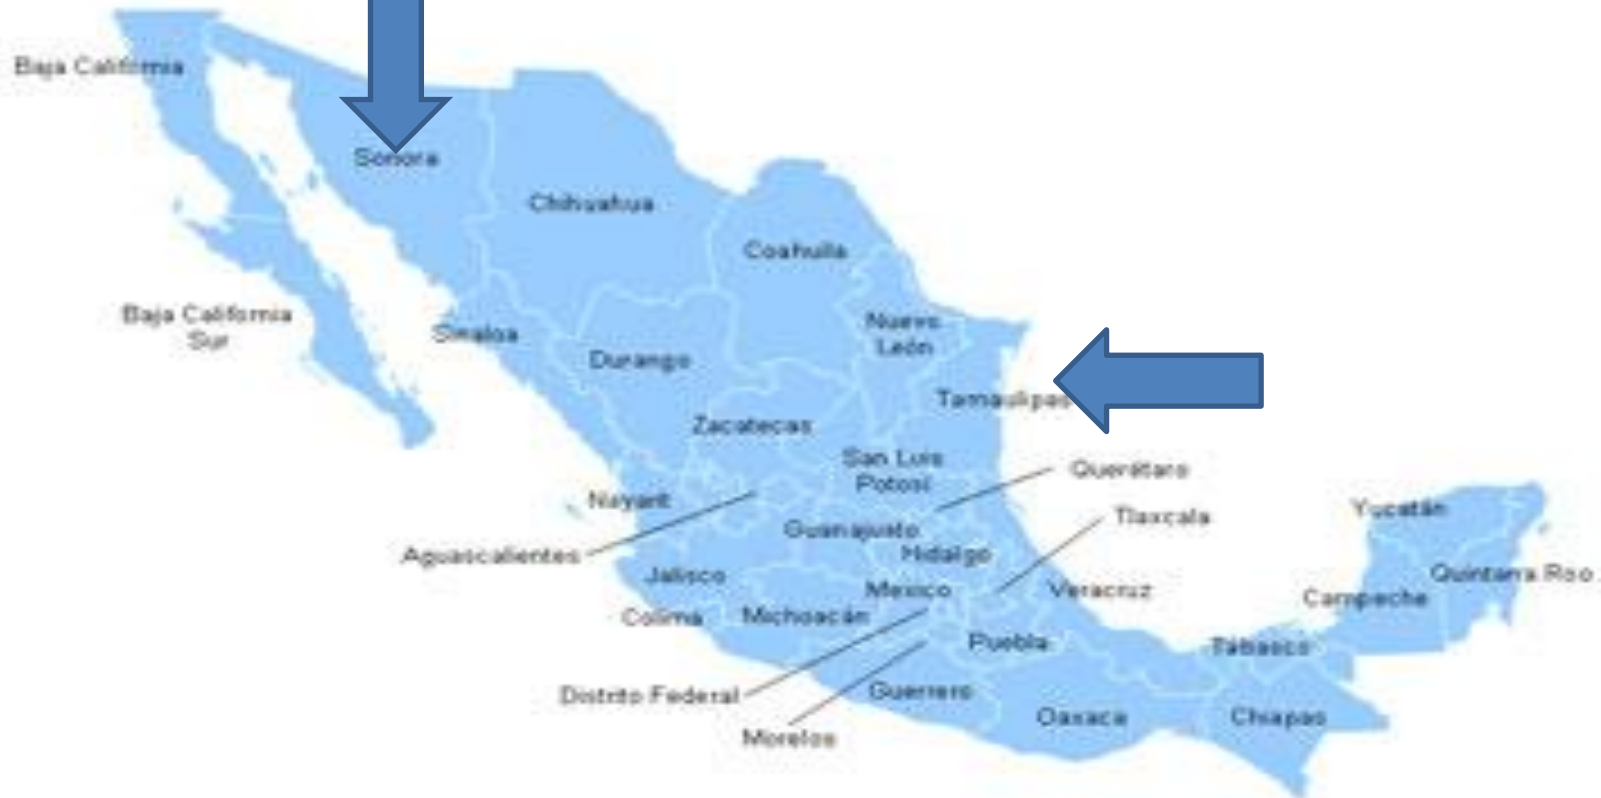 Baja California
Sonora
Chihuahua
Coahuila
Baja California
Sur
Sinaloa
Nuevo
León
Durango
Tamaulipas
Zacatecas
San Luis
Potosí
Querétaro
Nayarit
Tlaxcala
Yucatán
Guanajuato
Aguascalientes
Hidalgo
Jalisco
Quintana Roo
Mexico
Veracruz
Campeche
Colima
Michoacán
Puebla
Tabasco
Distrito Federal
Guerrero
Oaxaca
Chiapas
Morelos